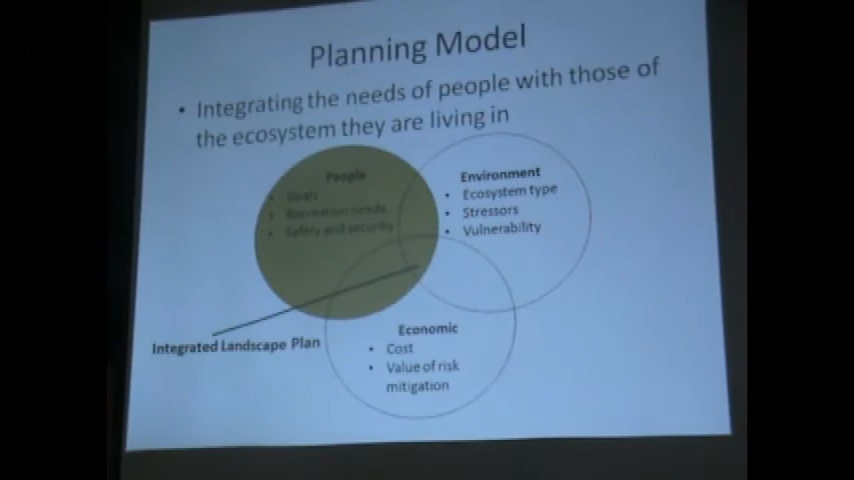 Planning Model
• Integrating the needs of people with those of
the ecosystem they are living in
People
• Views
• Recreation needs
• Safety and security
Environment
• Ecosystem type
• Stressors
• Vulnerability
Integrated Landscape Plan
Economic
• Cost
• Value of risk
mitigation